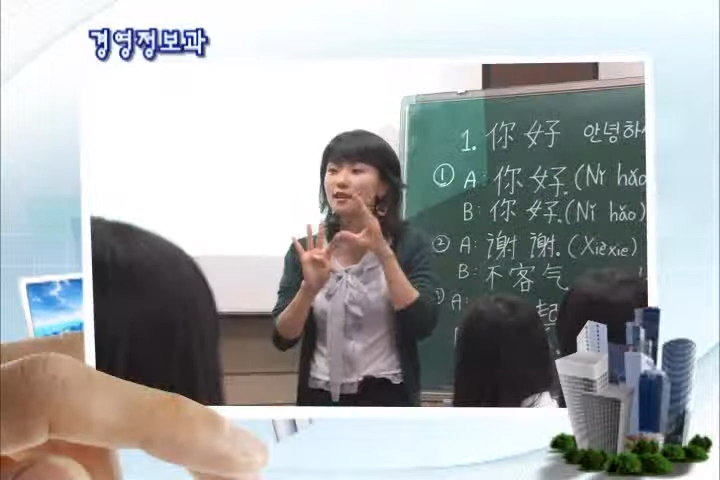 경영정보과
1. 你好 안녕하
① A: 你好.(Nǐ hǎo
B: 你好.(Nǐ hǎo)
② A: 谢谢.(Xièxie)
B: 不客气
A: